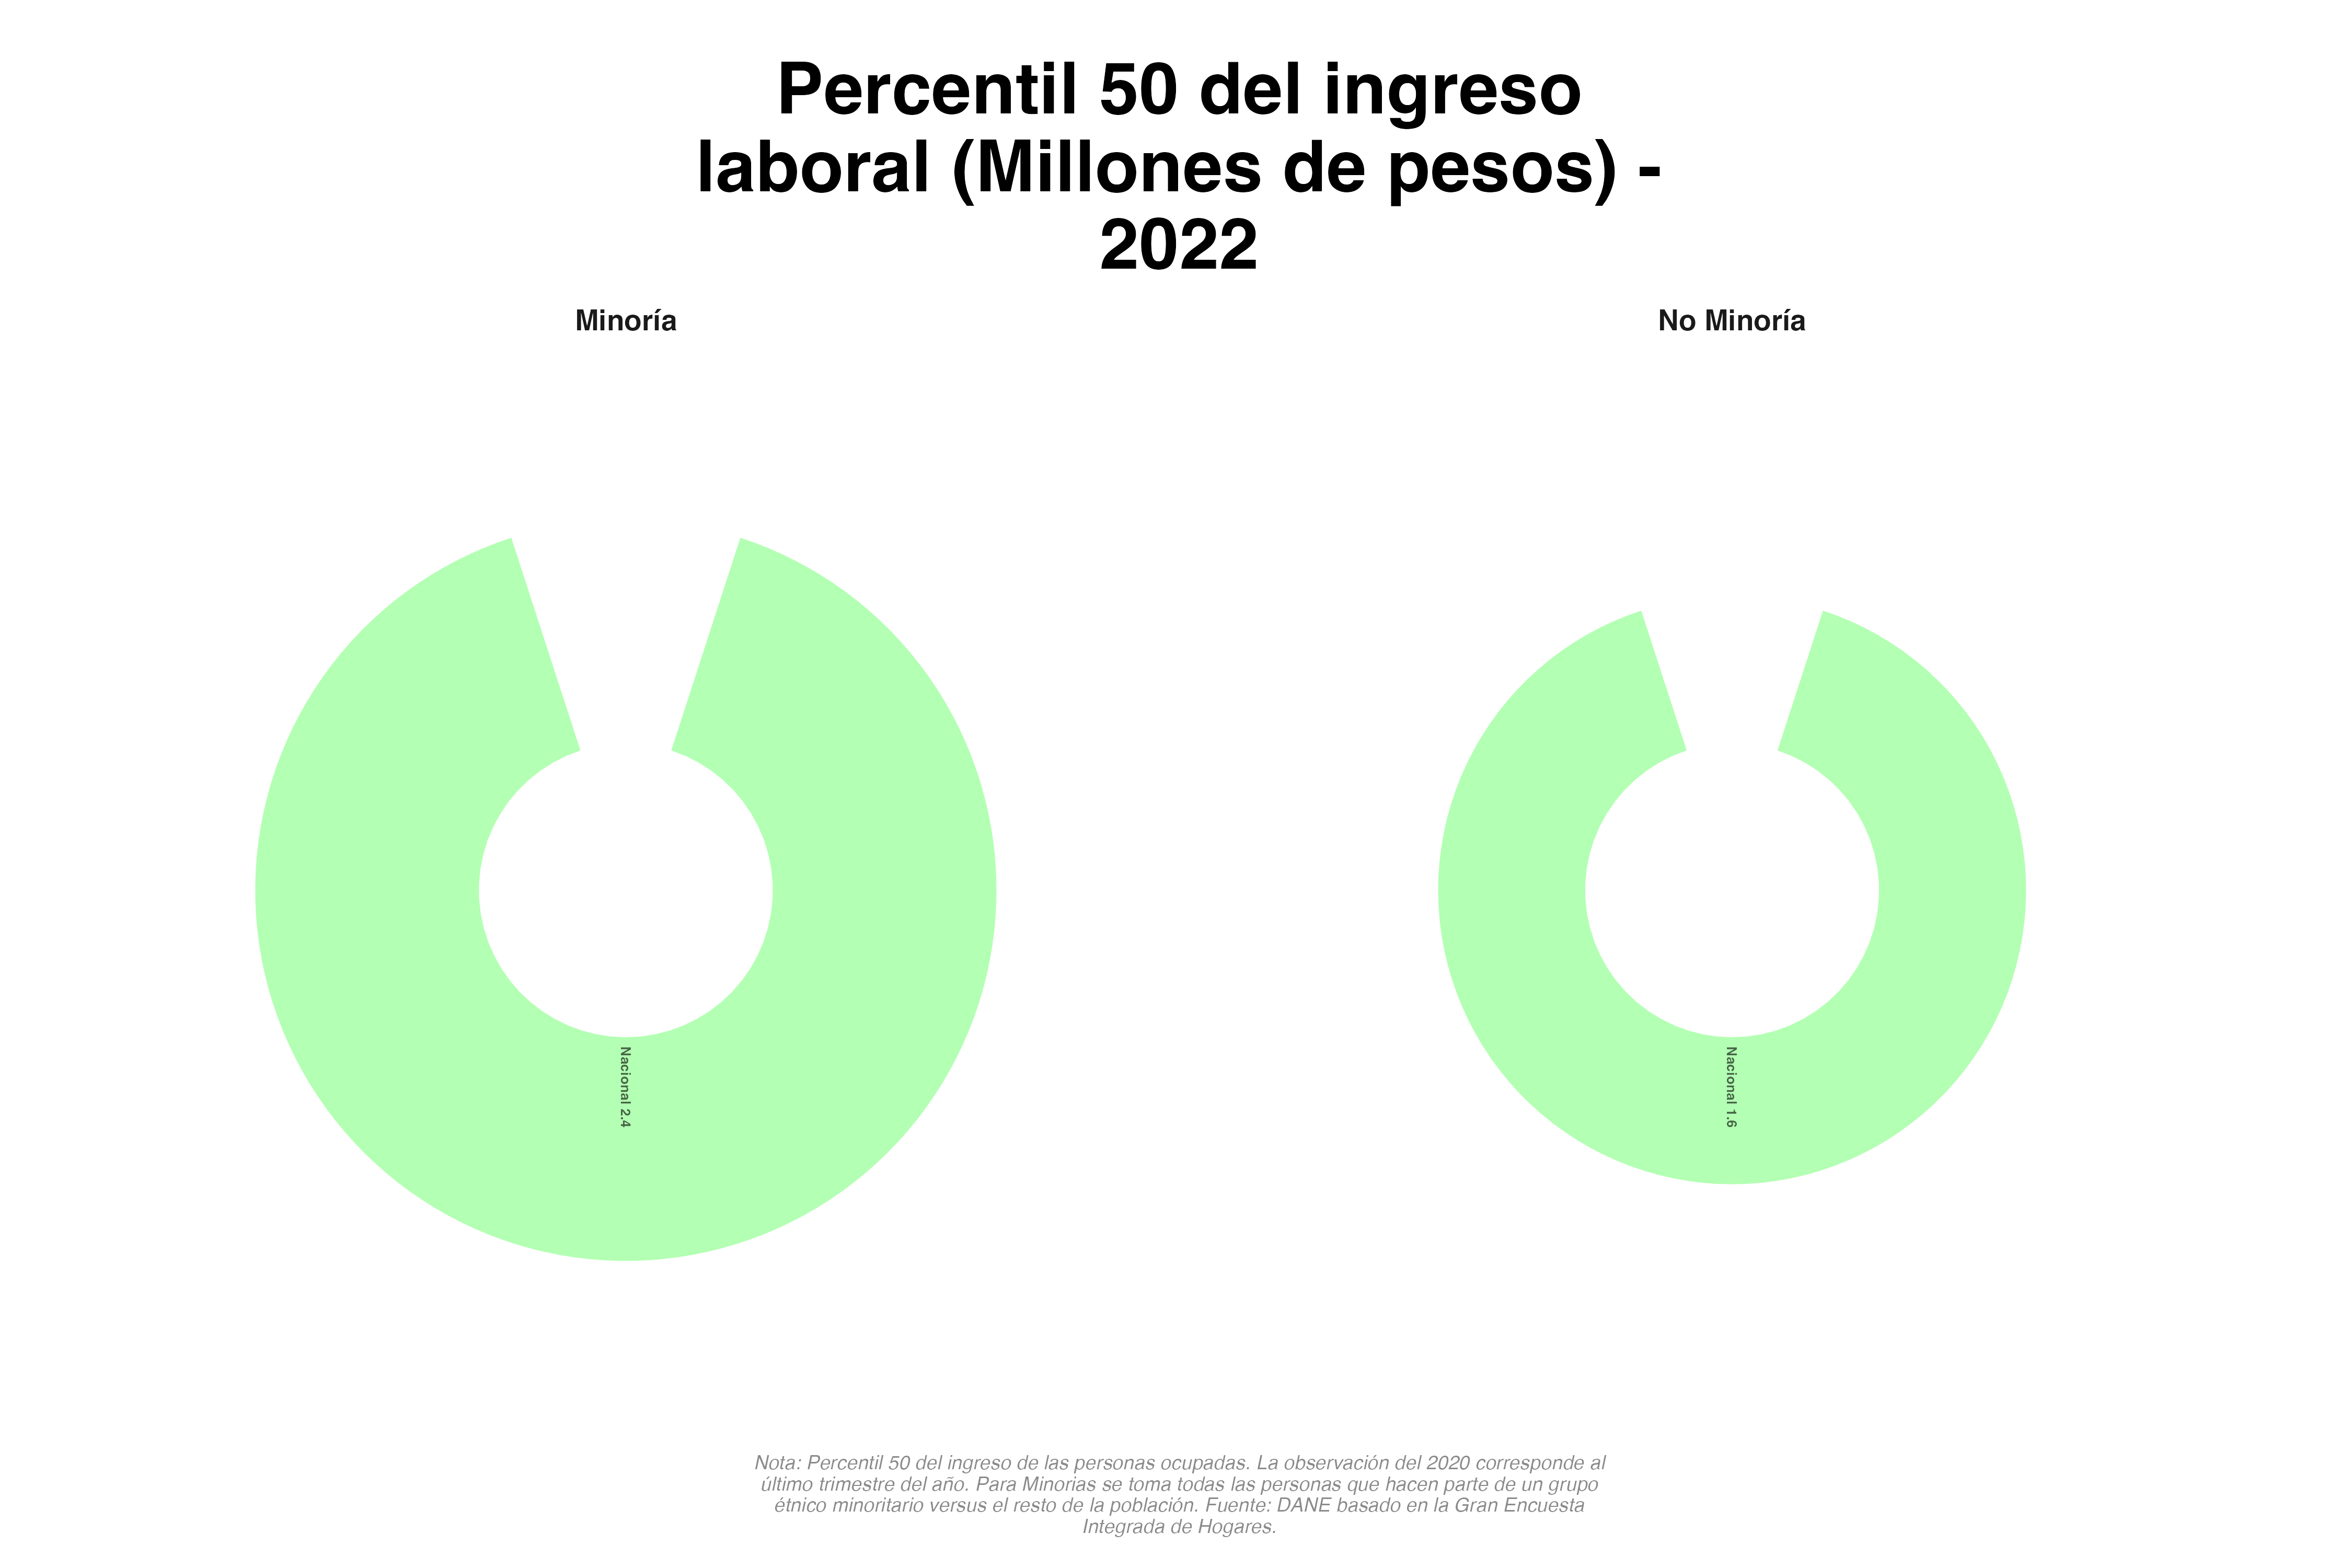 Percentil 50 del ingreso
laboral (Millones de pesos) -
2022
Minoría
No Minoría
Nacional 2.4
Nacional 1.6
Nota: Percentil 50 del ingreso de las personas ocupadas. La observación del 2020 corresponde al
último trimestre del año. Para Minorias se toma todas las personas que hacen parte de un grupo
étnico minoritario versus el resto de la población. Fuente: DANE basado en la Gran Encuesta
Integrada de Hogares.